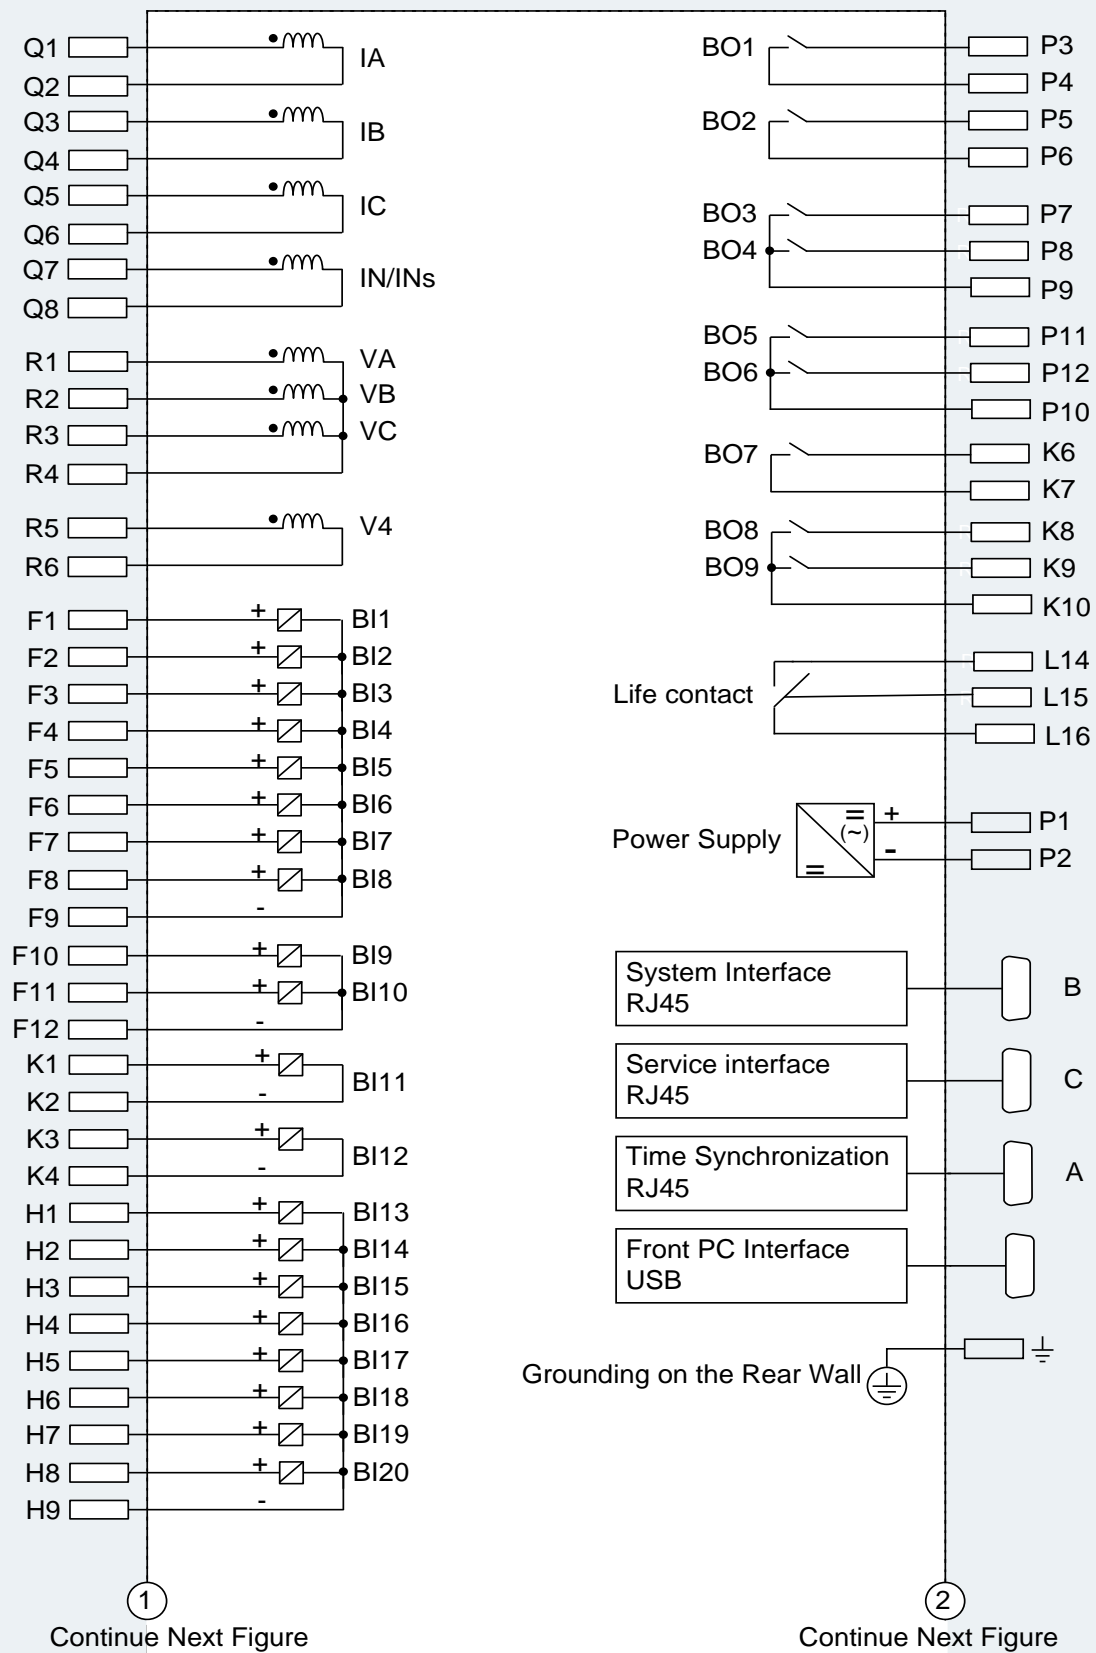 Q1
IA
Q2
Q3
IB
Q4
Q5
IC
Q6
Q7
IN/INs
Q8
R1
VA
R2
VB
R3
VC
R4
R5
V4
R6
F1 + BI1
F2 + BI2
F3 + BI3
F4 + BI4
F5 + BI5
F6 + BI6
F7 + BI7
F8 + BI8
F9 -
F10 + BI9
F11 + BI10
F12 -
K1 +
BI11
K2 -
K3 +
BI12
K4 -
H1 + BI13
H2 + BI14
H3 + BI15
H4 + BI16
H5 + BI17
H6 + BI18
H7 + BI19
H8 + BI20
H9 -
1
Continue Next Figure
BO1 P3
P4
BO2 P5
P6
BO3 P7
BO4 P8
P9
BO5 P11
BO6 P12
P10
BO7 K6
K7
BO8 K8
BO9 K9
K10
L14
Life contact L15
L16
Power Supply = (~) = + P1
- P2
System Interface
RJ45
B
Service interface
RJ45
C
Time Synchronization
RJ45
A
Front PC Interface
USB
Grounding on the Rear Wall
2
Continue Next Figure